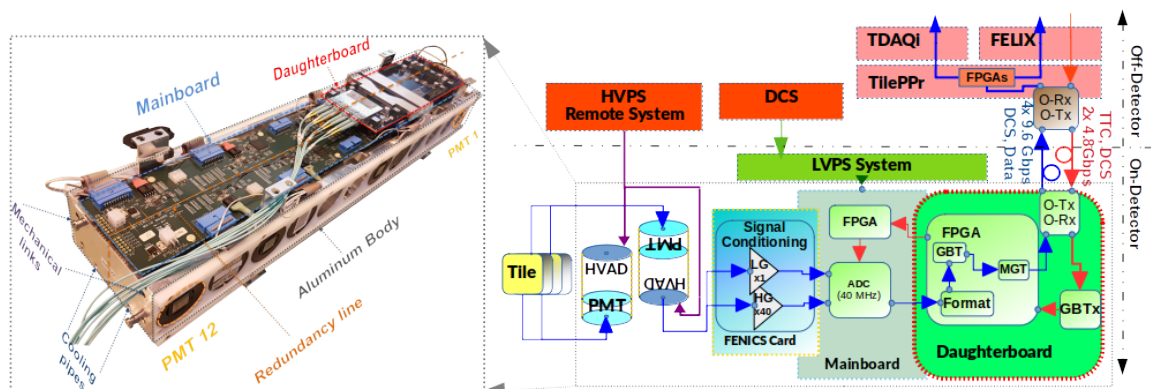 Daughterboard
Mainboard
PMT 1
Mechanical
links
Aluminum Body
Redundancy line
PMT 12
Cooling
pipes
TDAQi
FELIX
FPGAs
TilePPr
HVPS
Remote System
DCS
O-Rx
O-Tx
4x 9.6 Gbps
DCS, Data
TTC, DCS
2x 4.8Gbps
Off-Detector
On-Detector
LVPS System
O-Tx
O-Rx
Tile
HVAD
PMT
PMT
HVAD
Signal
Conditioning
LG
x1
HG
x40
FENICS Card
FPGA
ADC
(40 MHz)
Mainboard
FPGA
GBT
MGT
Format
GBTx
Daughterboard